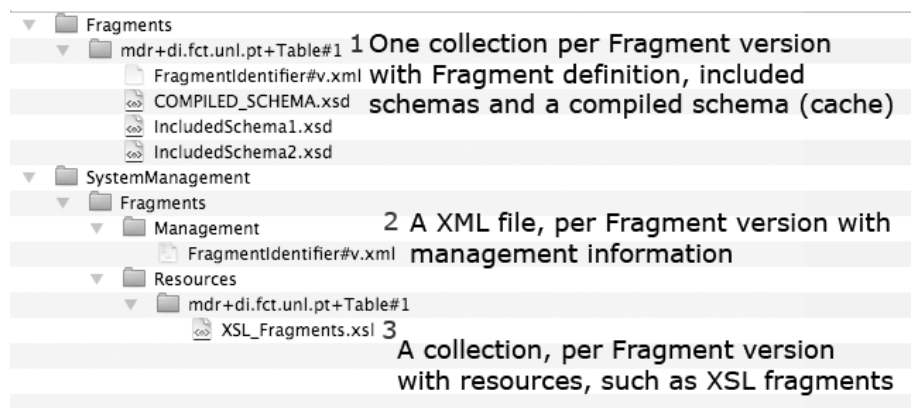 Fragments
mdr+di.fct.unl.pt+Table#1 1 One collection per Fragment version
FragmentIdentifier#v.xml with Fragment definition, included
COMPILED_SCHEMA.xsd schemas and a compiled schema (cache)
IncludedSchema1.xsd
IncludedSchema2.xsd
SystemManagement
Fragments
Management 2 A XML file, per Fragment version with
FragmentIdentifier#v.xml management information
Resources
mdr+di.fct.unl.pt+Table#1
XSL_Fragments.xsl 3
A collection, per Fragment version
with resources, such as XSL fragments